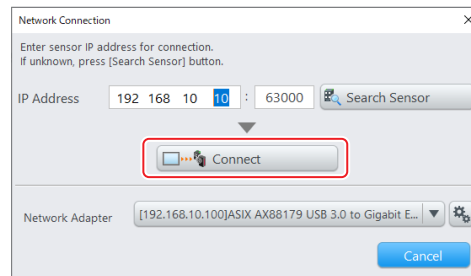 Network Connection
Enter sensor IP address for connection.
If unknown, press [Search Sensor] button.
IP Address 192 168 10 10 : 63000 Search Sensor
Connect
Network Adapter [192.168.10.100]ASIX AX88179 USB 3.0 to Gigabit E...
Cancel